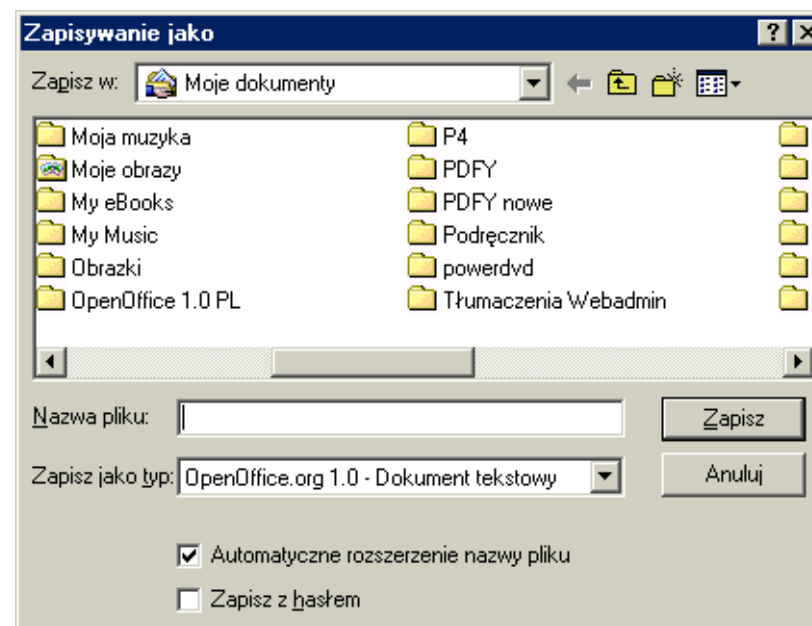 Zapisywanie jako
Zapisz w: Moje dokumenty
Moja muzyka
Moje obrazy
My eBooks
My Music
Obrazki
OpenOffice 1.0 PL
P4
PDFY
PDFY nowe
Podręcznik
powerdvd
Tłumaczenia Webadmin
Nazwa pliku:
Zapisz
Zapisz jako typ: OpenOffice.org 1.0 - Dokument tekstowy
Anuluj
Automatyczne rozszerzenie nazwy pliku
Zapisz z hasłem